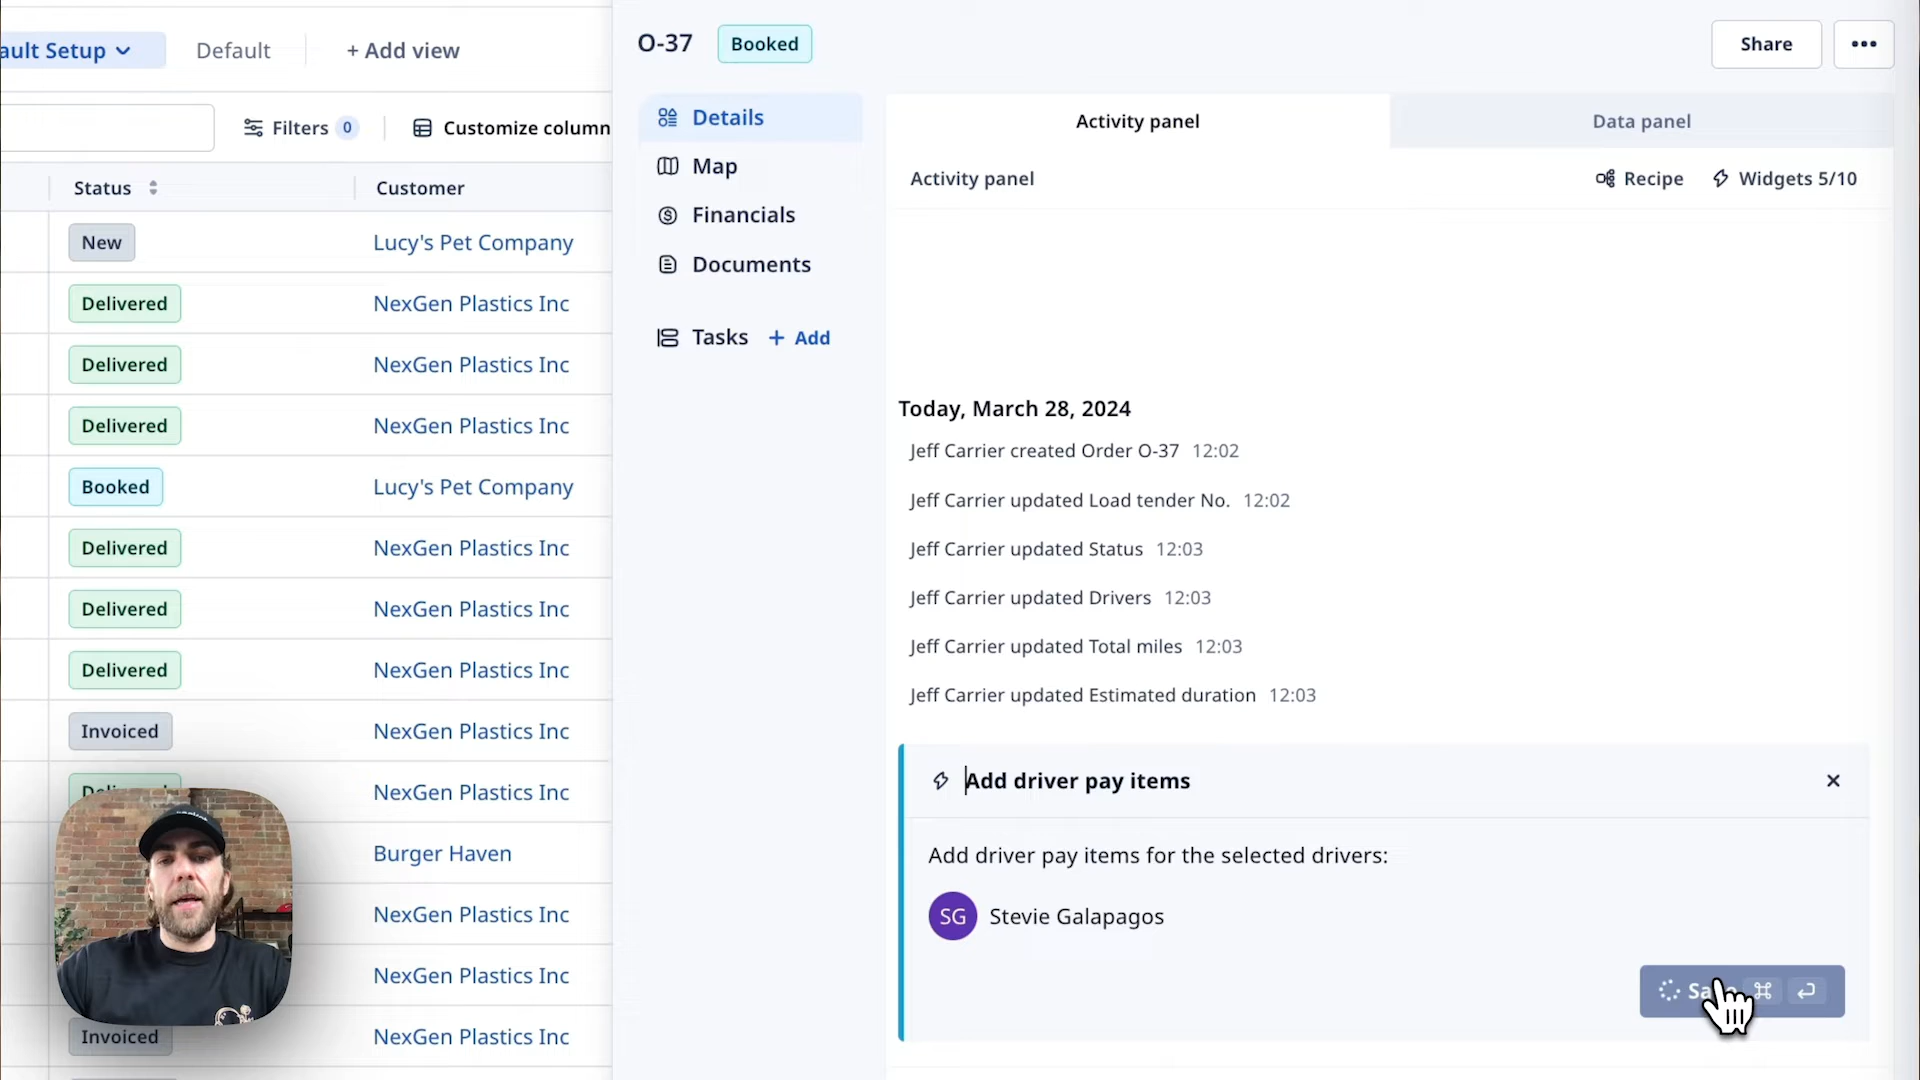 ault Setup
Default
+ Add view
Filters 0
Customize column
Status
Customer
New
Lucy's Pet Company
Delivered
NexGen Plastics Inc
Delivered
NexGen Plastics Inc
Delivered
NexGen Plastics Inc
Booked
Lucy's Pet Company
Delivered
NexGen Plastics Inc
Delivered
NexGen Plastics Inc
Delivered
NexGen Plastics Inc
Invoiced
NexGen Plastics Inc
NexGen Plastics Inc
Burger Haven
NexGen Plastics Inc
NexGen Plastics Inc
Invoiced
NexGen Plastics Inc
O-37
Booked
Share
Details
Map
Financials
Documents
Tasks
+ Add
Activity panel
Data panel
Activity panel
Recipe
Widgets 5/10
Today, March 28, 2024
Jeff Carrier created Order O-37 12:02
Jeff Carrier updated Load tender No. 12:02
Jeff Carrier updated Status 12:03
Jeff Carrier updated Drivers 12:03
Jeff Carrier updated Total miles 12:03
Jeff Carrier updated Estimated duration 12:03
Add driver pay items
Add driver pay items for the selected drivers:
SG
Stevie Galapagos